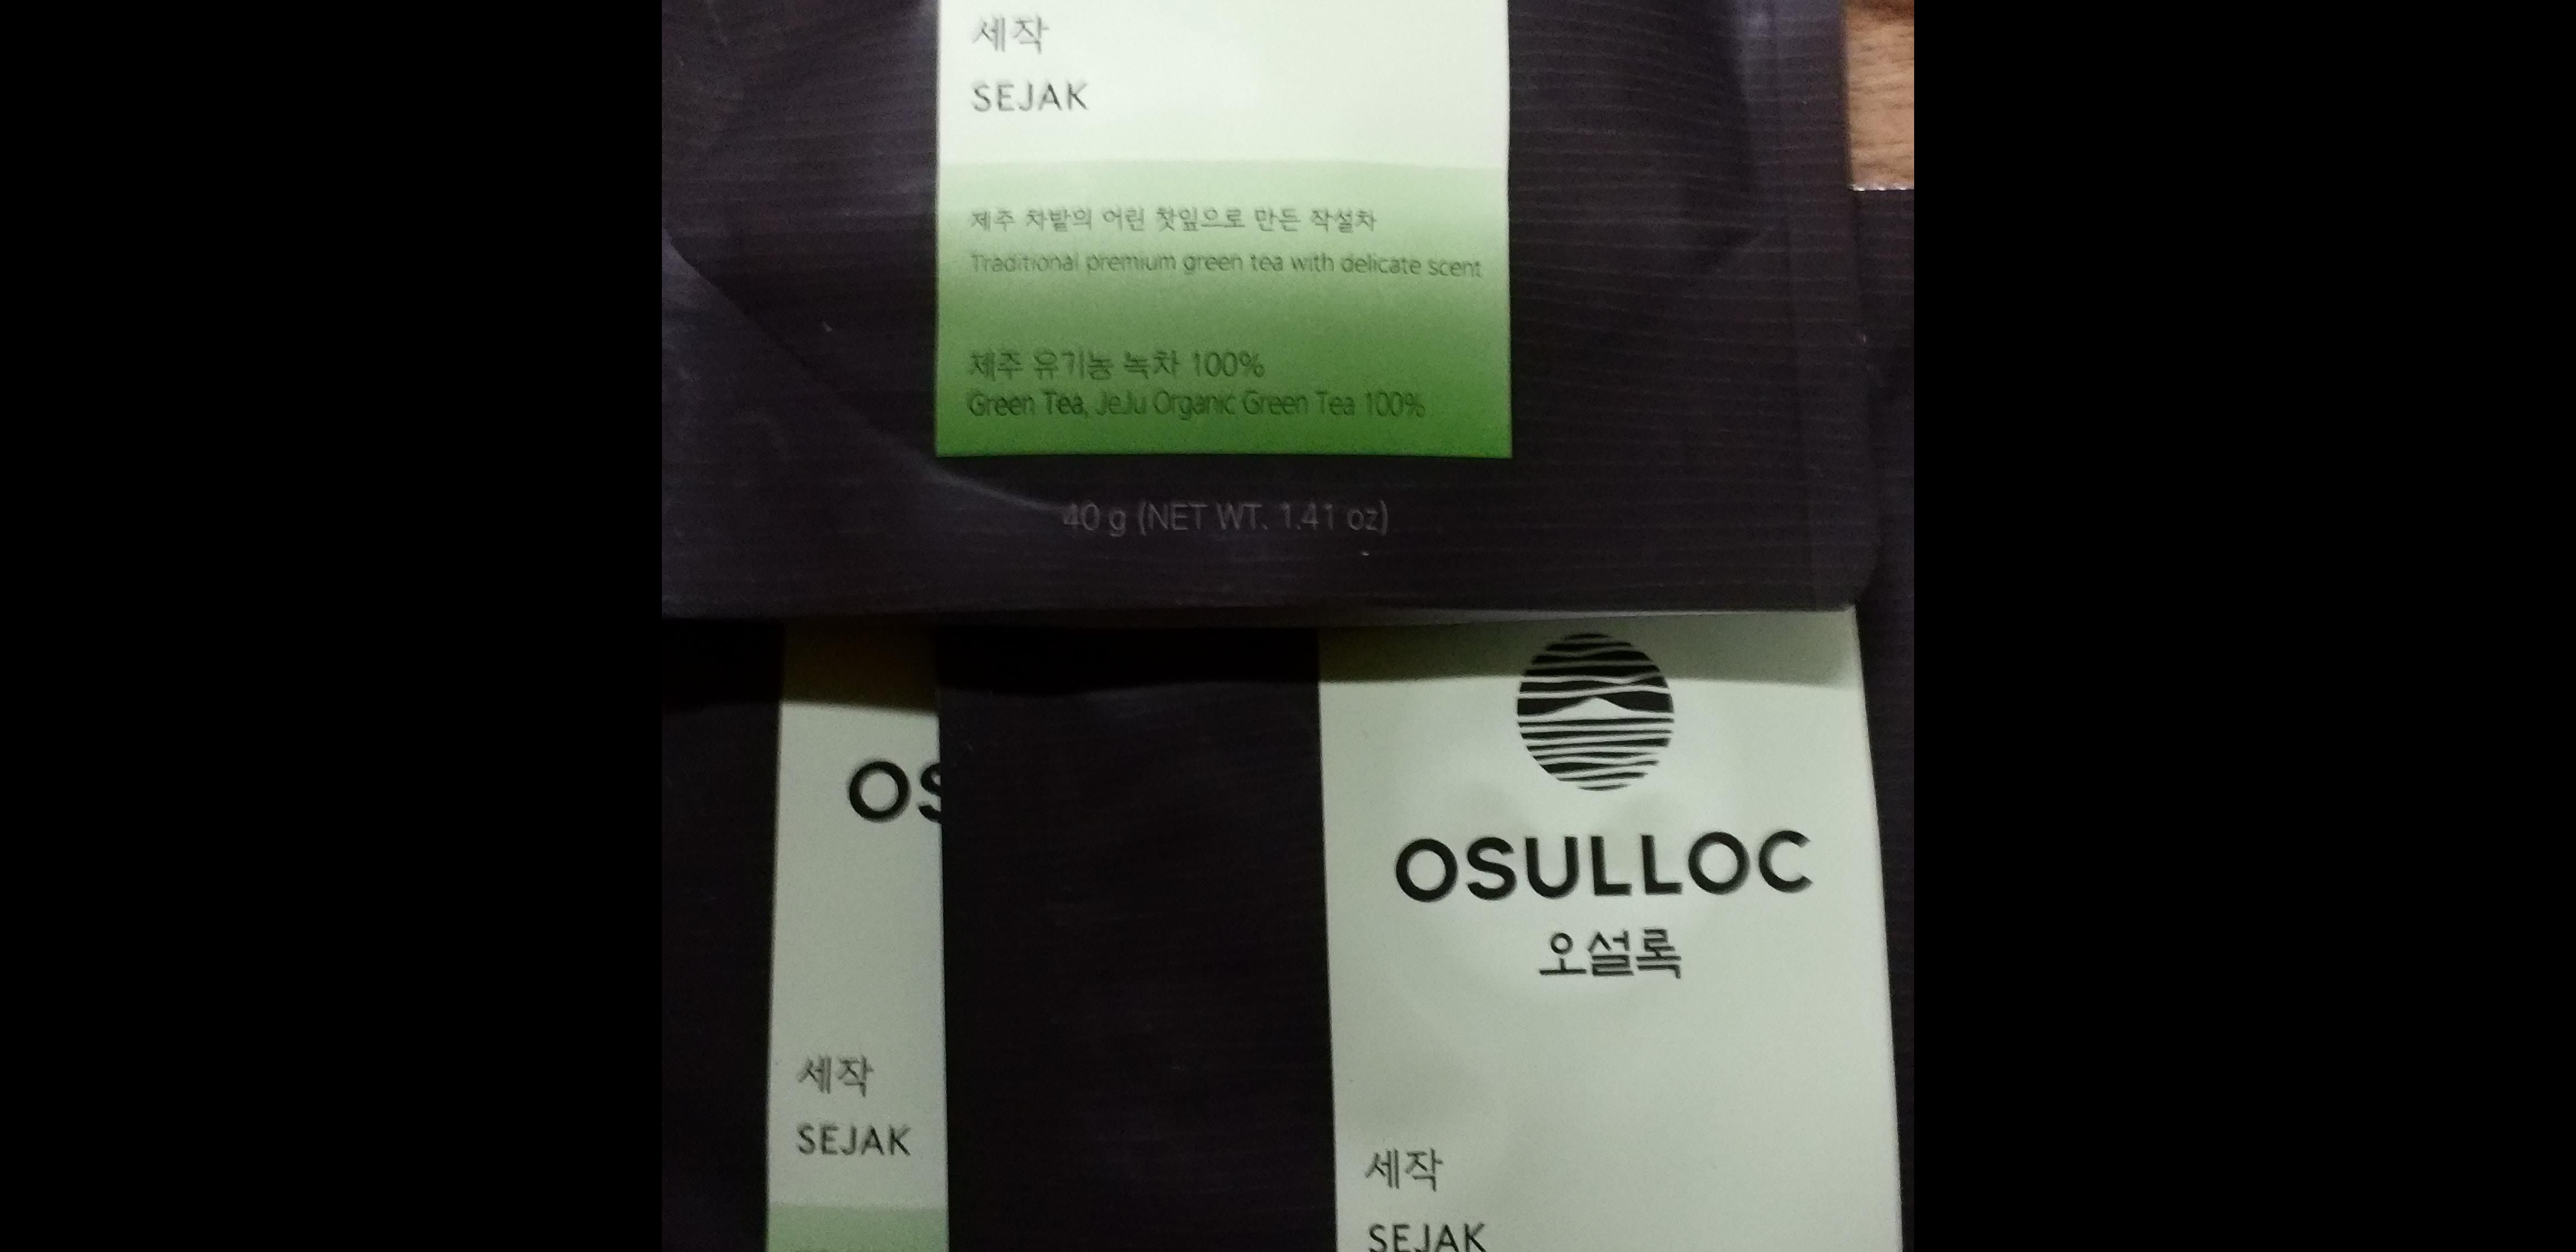 세작
SEJAK
제주 차밭의 어린 찻잎으로 만든 작설차
Traditional premium green tea with delicate scent
제주 유기농 녹차 100%
Green Tea, JeJu Organic Green Tea 100%
40 g (NET WT. 1.41 oz)
OS
세작
SEJAK
OSULLOC
오설록
세작
SEJAK